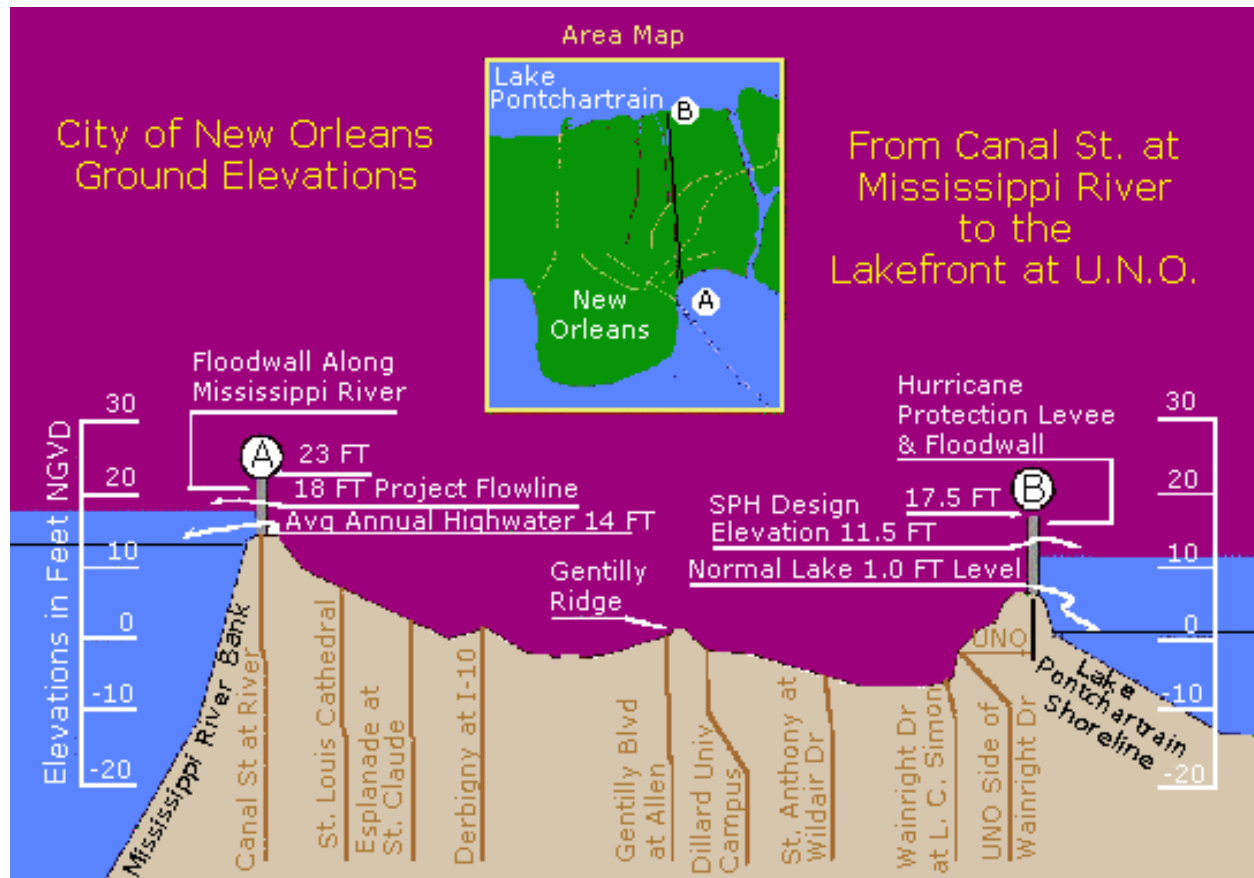 Area Map
Lake
Pontchartrain
B
A
New
Orleans
City of New Orleans
Ground Elevations
From Canal St. at
Mississippi River
to the
Lakefront at U.N.O.
Floodwall Along
Mississippi River
Elevations in Feet NGVD
30
20
10
0
-10
-20
A
23 FT
18 FT Project Flowline
Avg Annual Highwater 14 FT
Gentilly
Ridge
Hurricane
Protection Levee
& Floodwall
B
17.5 FT
SPH Design
Elevation 11.5 FT
Normal Lake 1.0 FT Level
30
20
10
0
-10
-20
Mississippi River Bank
Canal St at River
St. Louis Cathedral
Esplanade at
St. Claude
Derbigny at I-10
Gentilly Blvd
at Allen
Dillard Univ
Campus
St. Anthony at
Wildair Dr
Wainright Dr
at L. C. Simon
UNO
UNO Side of
Wainright Dr
Lake
Pontchartrain
Shoreline